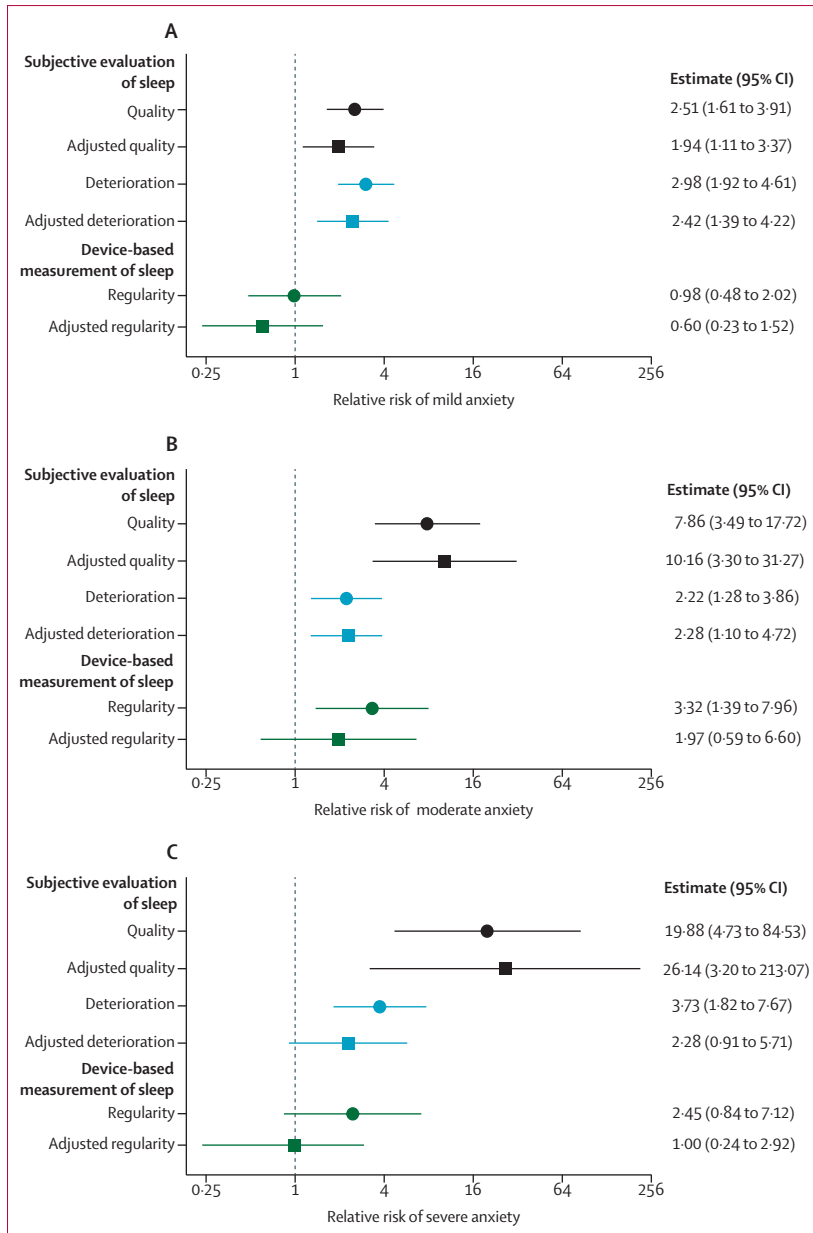 A
Subjective evaluation
of sleep
Estimate (95% CI)
Quality 2·51 (1·61 to 3·91)
Adjusted quality 1·94 (1·11 to 3·37)
Deterioration 2·98 (1·92 to 4·61)
Adjusted deterioration 2·42 (1·39 to 4·22)
Device-based
measurement of sleep
Regularity 0·98 (0·48 to 2·02)
Adjusted regularity 0·60 (0·23 to 1·52)
0·25 1 4 16 64 256
Relative risk of mild anxiety
B
Subjective evaluation
of sleep
Estimate (95% CI)
Quality 7·86 (3·49 to 17·72)
Adjusted quality 10·16 (3·30 to 31·27)
Deterioration 2·22 (1·28 to 3·86)
Adjusted deterioration 2·28 (1·10 to 4·72)
Device-based
measurement of sleep
Regularity 3·32 (1·39 to 7·96)
Adjusted regularity 1·97 (0·59 to 6·60)
0·25 1 4 16 64 256
Relative risk of moderate anxiety
C
Subjective evaluation
of sleep
Estimate (95% CI)
Quality 19·88 (4·73 to 84·53)
Adjusted quality 26·14 (3·20 to 213·07)
Deterioration 3·73 (1·82 to 7·67)
Adjusted deterioration 2·28 (0·91 to 5·71)
Device-based
measurement of sleep
Regularity 2·45 (0·84 to 7·12)
Adjusted regularity 1·00 (0·24 to 2·92)
0·25 1 4 16 64 256
Relative risk of severe anxiety